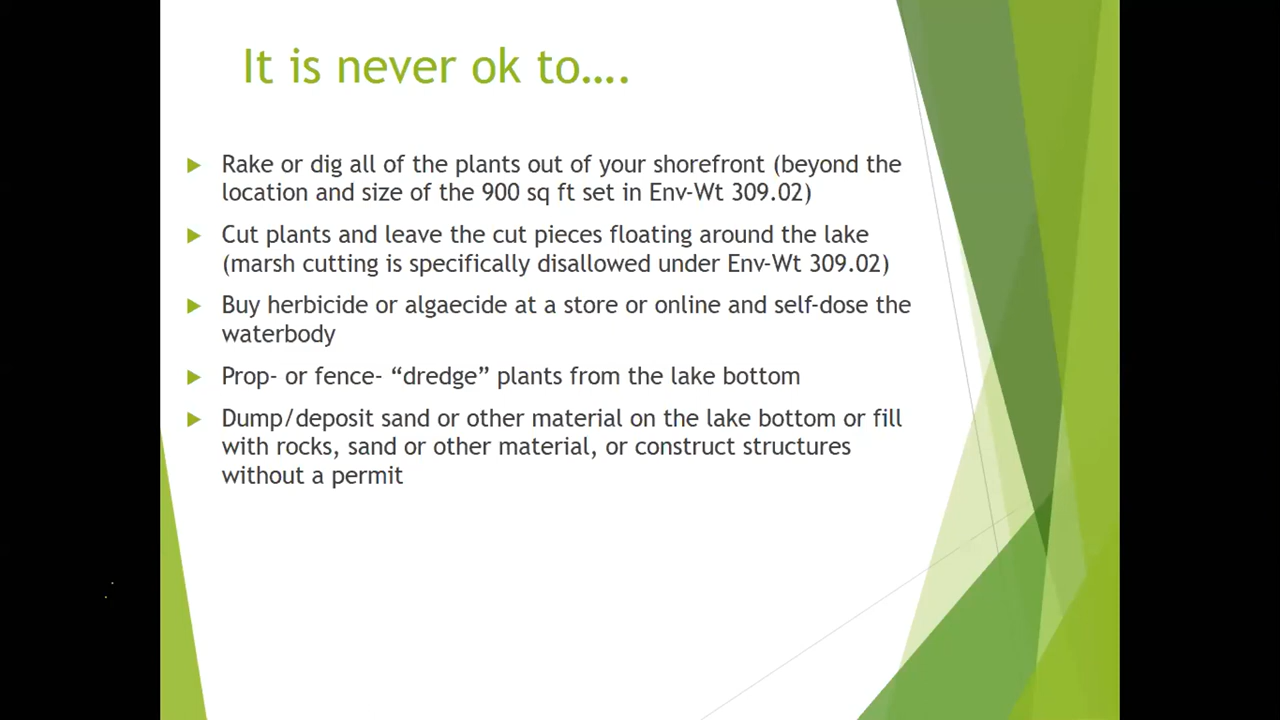 It is never ok to....
Rake or dig all of the plants out of your shorefront (beyond the
location and size of the 900 sq ft set in Env-Wt 309.02)
Cut plants and leave the cut pieces floating around the lake
(marsh cutting is specifically disallowed under Env-Wt 309.02)
Buy herbicide or algaecide at a store or online and self-dose the
waterbody
Prop- or fence- “dredge” plants from the lake bottom
Dump/deposit sand or other material on the lake bottom or fill
with rocks, sand or other material, or construct structures
without a permit